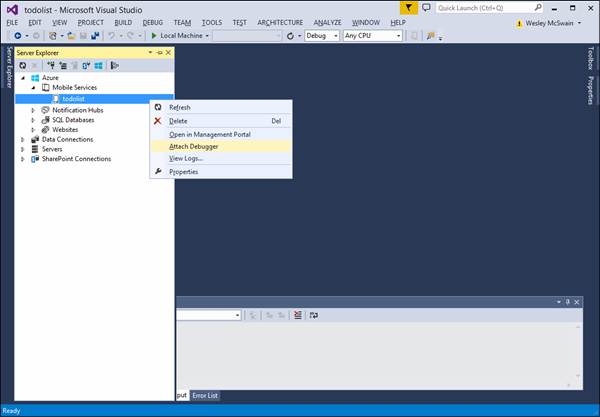 todolist - Microsoft Visual Studio
Quick Launch (Ctrl+Q)
FILE EDIT VIEW PROJECT BUILD DEBUG TEAM TOOLS TEST ARCHITECTURE ANALYZE WINDOW HELP
Wesley McSwain
Local Machine
Debug
Any CPU
Server Explorer
Server Explorer
Azure
Mobile Services
todolist
Notification Hubs
SQL Databases
Websites
Data Connections
Servers
SharePoint Connections
Refresh
Delete Del
Open in Management Portal
Attach Debugger
View Logs...
Properties
Toolbox
Properties
put
Error List
Ready